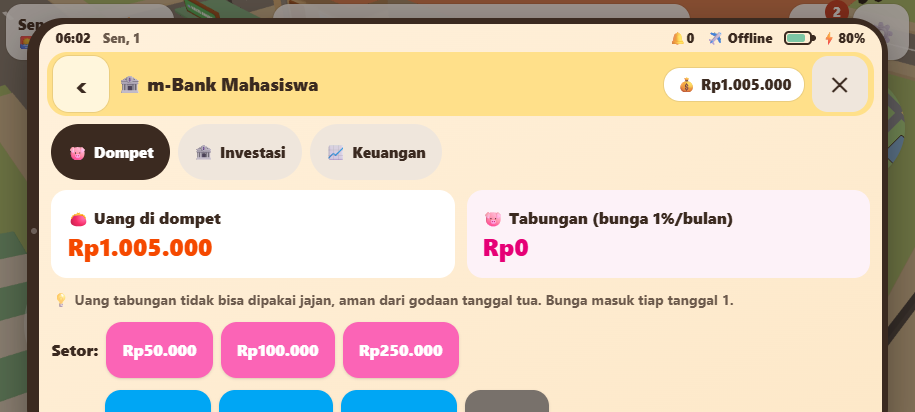 Sen,
2
06:02 Sen, 1
0 Offline 80%
‹ m-Bank Mahasiswa Rp1.005.000 ×
Dompet Investasi Keuangan
Uang di dompet
Rp1.005.000
Tabungan (bunga 1%/bulan)
Rp0
Uang tabungan tidak bisa dipakai jajan, aman dari godaan tanggal tua. Bunga masuk tiap tanggal 1.
Setor: Rp50.000 Rp100.000 Rp250.000